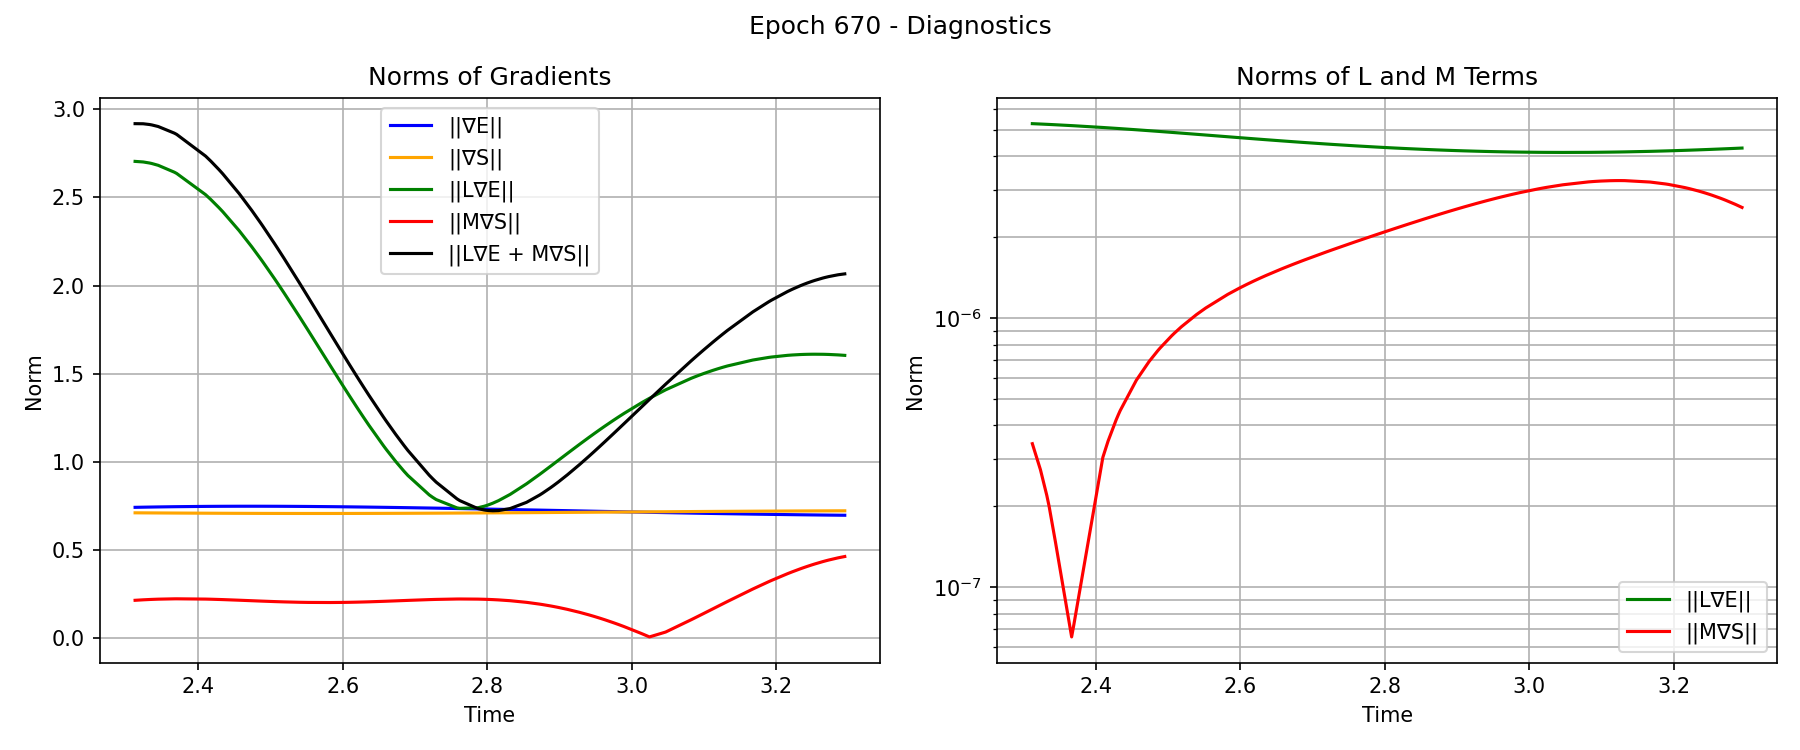 Epoch 670 - Diagnostics
Norms of Gradients
Norm
3.0
2.5
2.0
1.5
1.0
0.5
0.0
||∇E||
||∇S||
||L∇E||
||M∇S||
||L∇E + M∇S||
2.4 2.6 2.8 3.0 3.2
Time
Norms of L and M Terms
Norm
10⁻⁶
10⁻⁷
||L∇E||
||M∇S||
2.4 2.6 2.8 3.0 3.2
Time